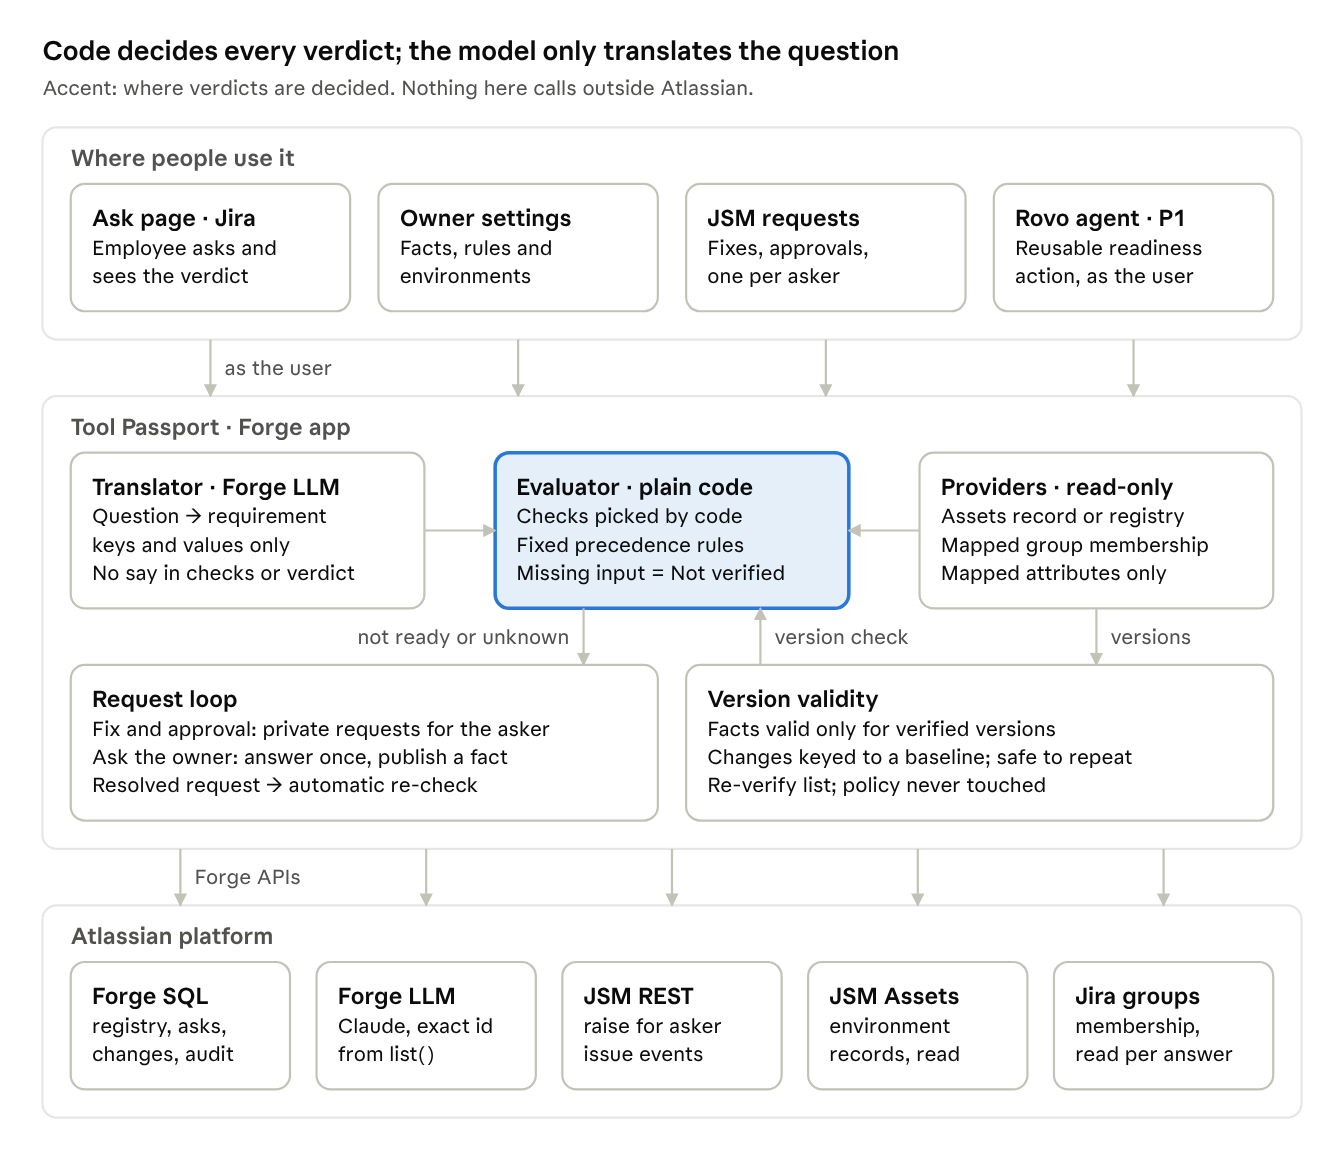 Code decides every verdict; the model only translates the question
Accent: where verdicts are decided. Nothing here calls outside Atlassian.
Where people use it
Ask page · Jira
Employee asks and
sees the verdict
Owner settings
Facts, rules and
environments
JSM requests
Fixes, approvals,
one per asker
Rovo agent · P1
Reusable readiness
action, as the user
as the user
Tool Passport · Forge app
Translator · Forge LLM
Question → requirement
keys and values only
No say in checks or verdict
Evaluator · plain code
Checks picked by code
Fixed precedence rules
Missing input = Not verified
Providers · read-only
Assets record or registry
Mapped group membership
Mapped attributes only
not ready or unknown
version check
versions
Request loop
Fix and approval: private requests for the asker
Ask the owner: answer once, publish a fact
Resolved request → automatic re-check
Version validity
Facts valid only for verified versions
Changes keyed to a baseline; safe to repeat
Re-verify list; policy never touched
Forge APIs
Atlassian platform
Forge SQL
registry, asks,
changes, audit
Forge LLM
Claude, exact id
from list()
JSM REST
raise for asker
issue events
JSM Assets
environment
records, read
Jira groups
membership,
read per answer